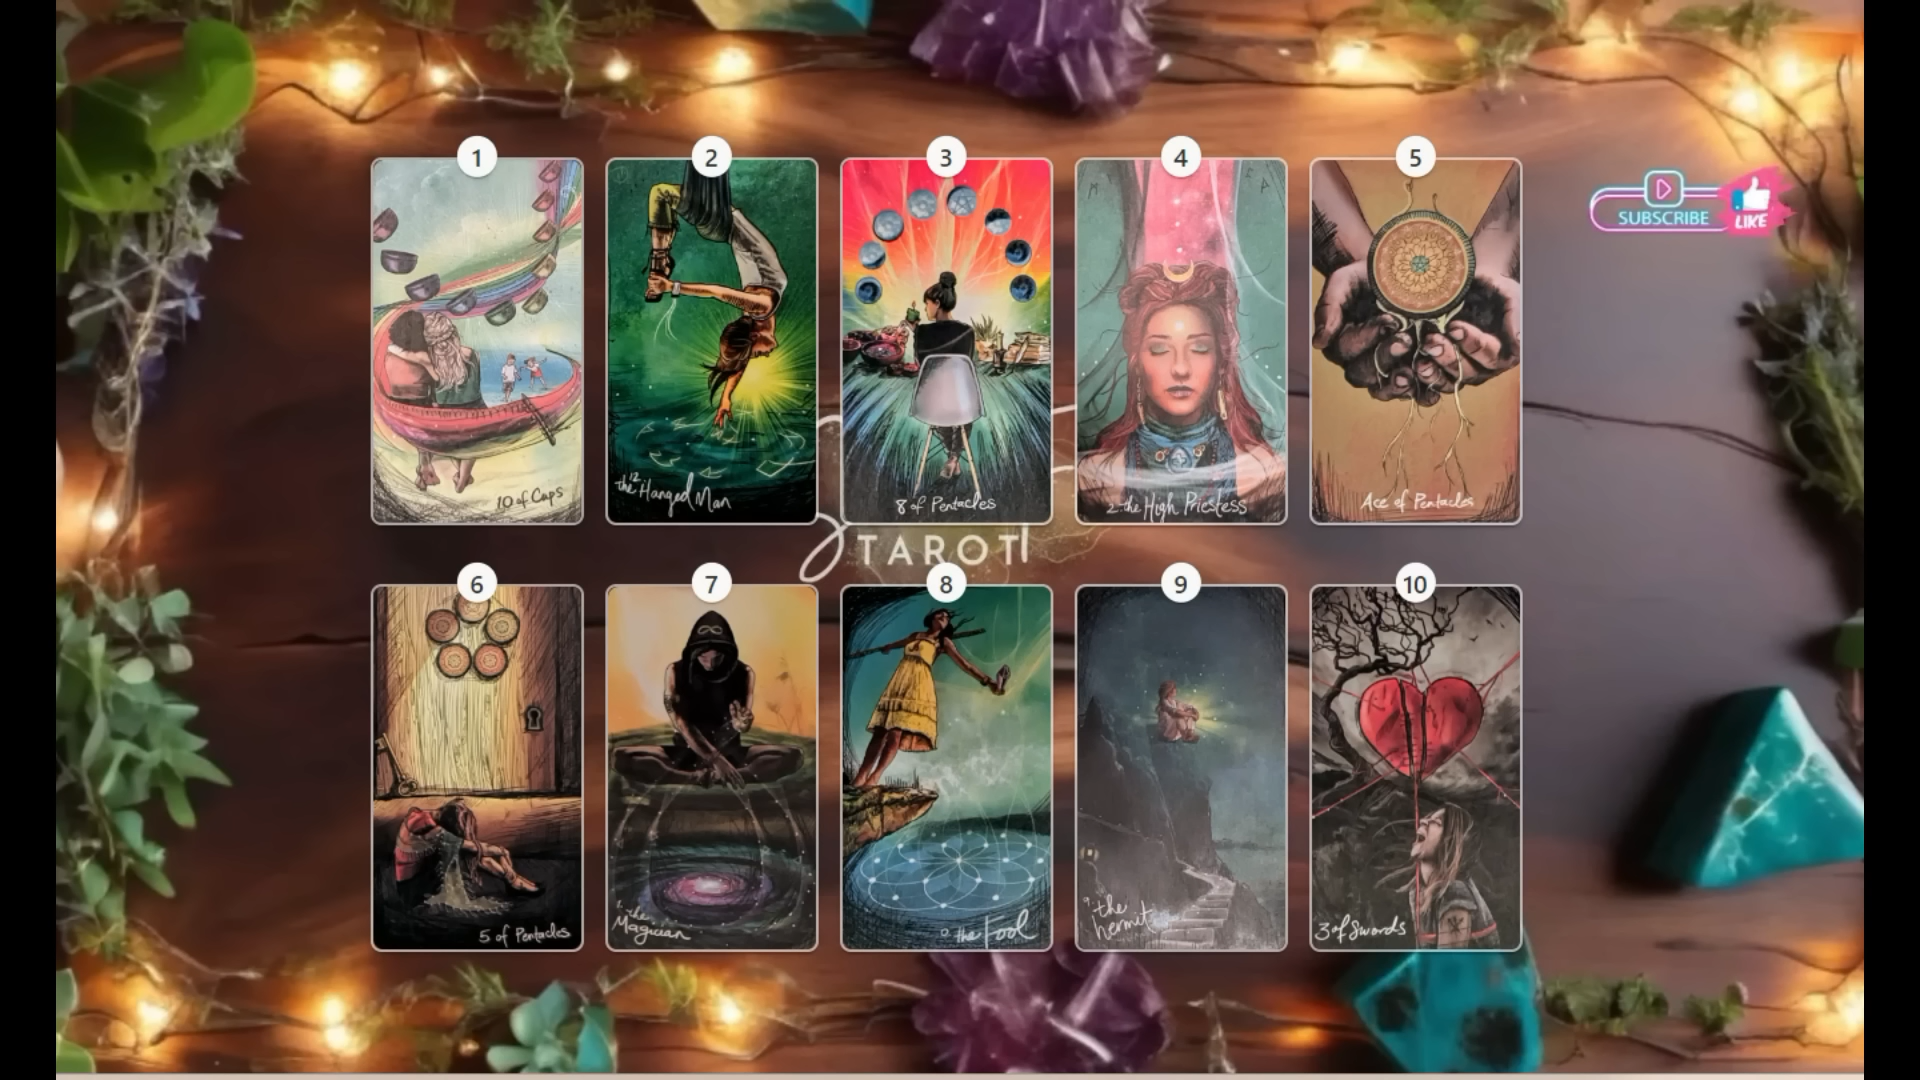 1
2
3
4
5
SUBSCRIBE
LIKE
10 of Cups
12
the Hanged Man
8 of Pentacles
2. the High Priestess
Ace of Pentacles
TAROT
6
7
8
9
10
5 of Pentacles
1. the
Magician
0. the Fool
9. the
hermit
3 of Swords